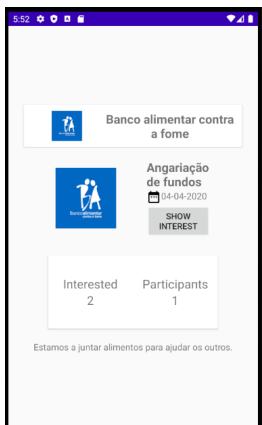 5:52
Banco alimentar contra
a fome
Angariação
de fundos
04-04-2020
SHOW
INTEREST
Bancoalimentar
Interested
2
Participants
1
Estamos a juntar alimentos para ajudar os outros.